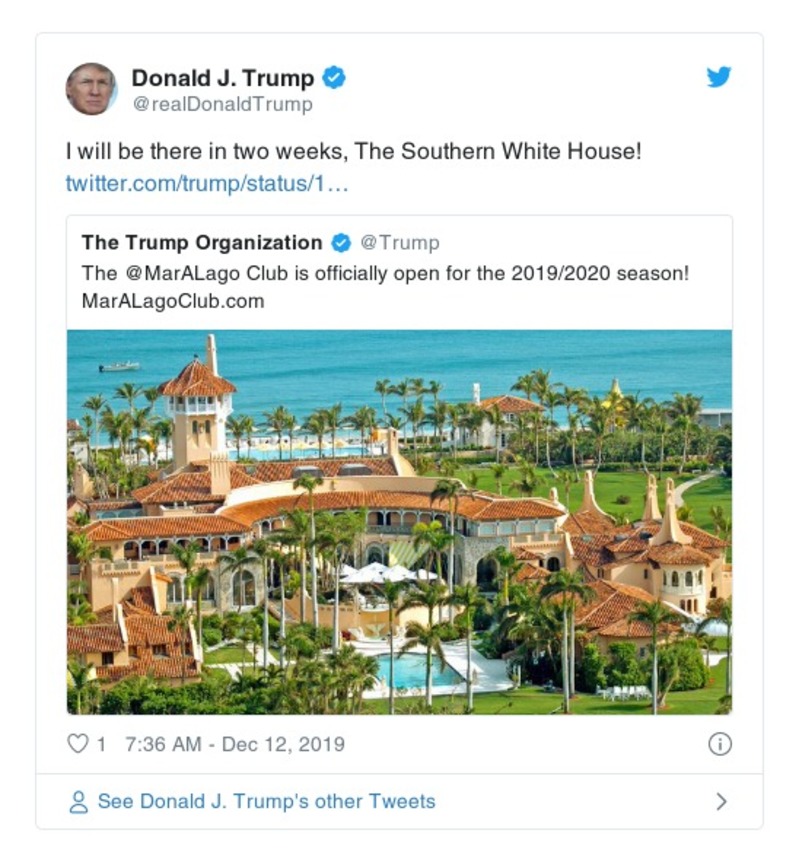 Donald J. Trump
@realDonaldTrump
I will be there in two weeks, The Southern White House!
twitter.com/trump/status/1…
The Trump Organization @Trump
The @MarALago Club is officially open for the 2019/2020 season!
MarALagoClub.com
1 7:36 AM - Dec 12, 2019
See Donald J. Trump's other Tweets